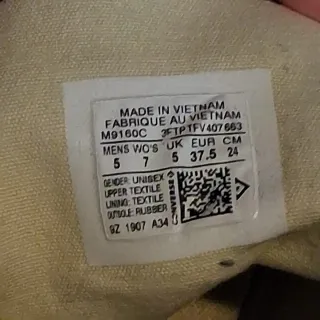 MADE IN VIETNAM
FABRIQUE AU VIETNAM
M9160C 3FTP1FV407663
MENS WO'S UK EUR CM
5 7 5 37.5 24
GENDER: UNISEX
UPPER: TEXTILE
LINING: TEXTILE
OUTSOLE: RUBBER
9Z 1907 A34